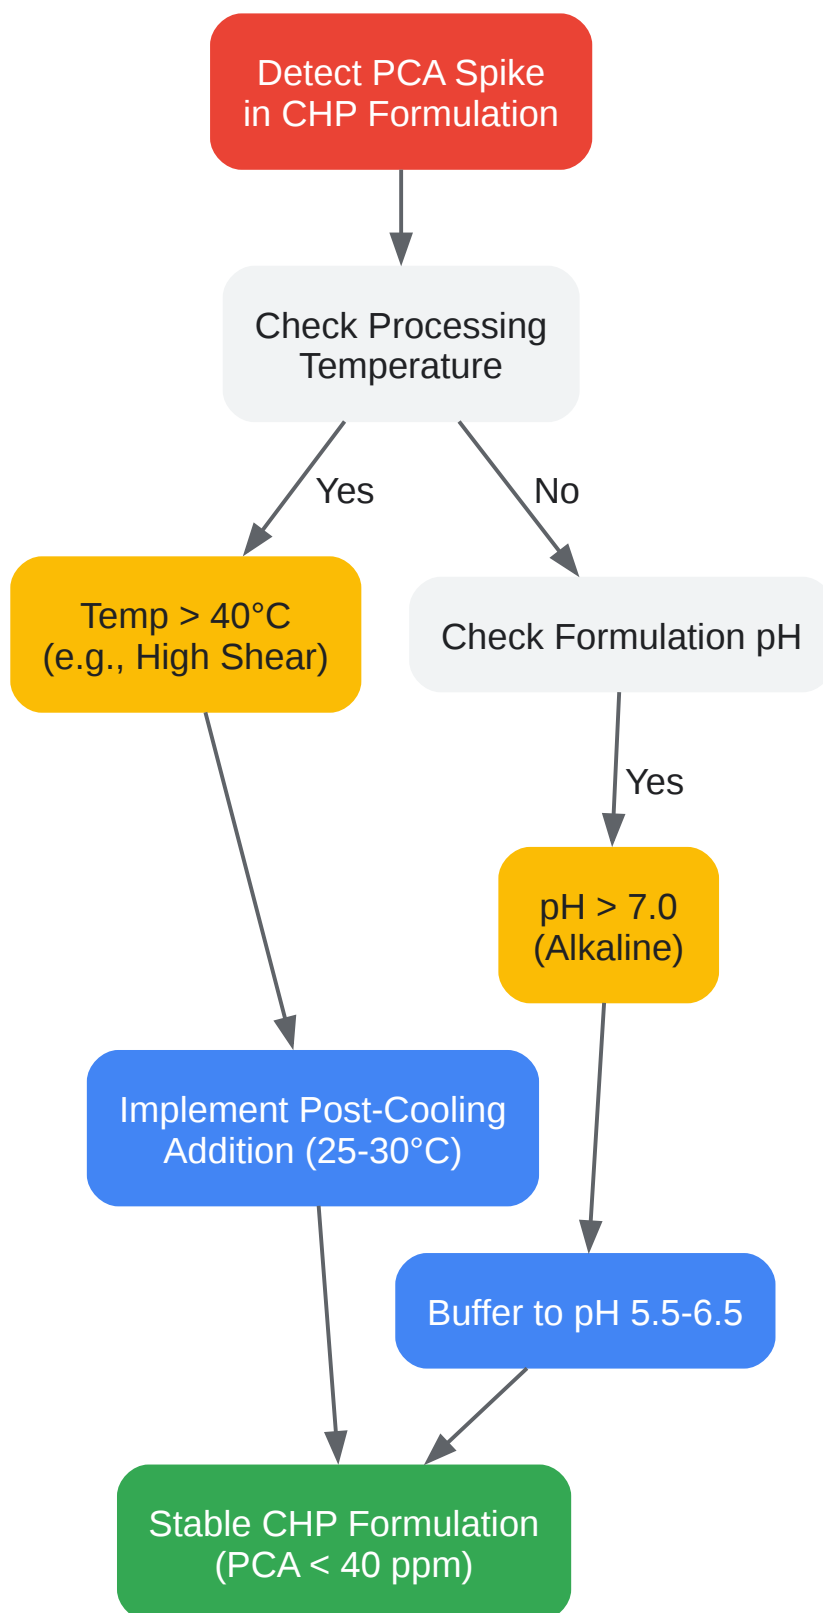 Detect PCA Spike
in CHP Formulation
Check Processing
Temperature
Yes
No
Temp > 40°C
(e.g., High Shear)
Check Formulation pH
Yes
pH > 7.0
(Alkaline)
Implement Post-Cooling
Addition (25-30°C)
Buffer to pH 5.5-6.5
Stable CHP Formulation
(PCA < 40 ppm)